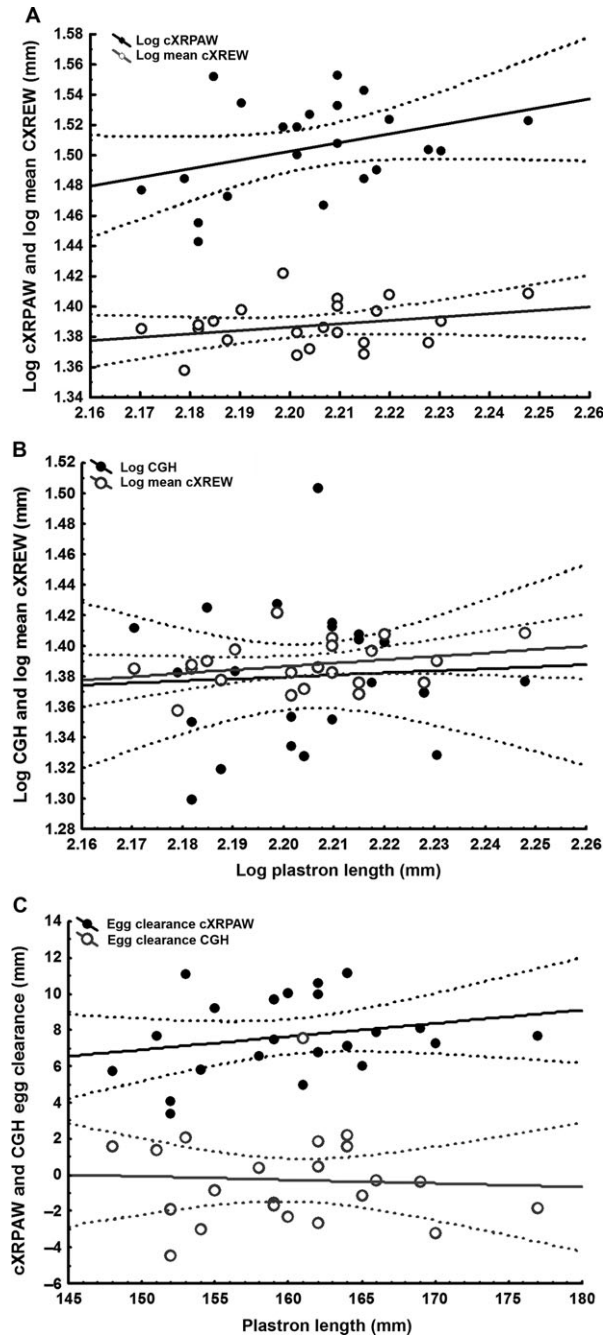 A
Log cXRPAW
Log mean cXREW
Log cXRPAW and log mean CXREW (mm)
1.58
1.56
1.54
1.52
1.50
1.48
1.46
1.44
1.42
1.40
1.38
1.36
1.34
2.16 2.17 2.18 2.19 2.20 2.21 2.22 2.23 2.24 2.25 2.26
B
Log CGH
Log mean cXREW
Log CGH and log mean cXREW (mm)
1.52
1.50
1.48
1.46
1.44
1.42
1.40
1.38
1.36
1.34
1.32
1.30
1.28
2.16 2.17 2.18 2.19 2.20 2.21 2.22 2.23 2.24 2.25 2.26
Log plastron length (mm)
C
Egg clearance cXRPAW
Egg clearance CGH
cXRPAW and CGH egg clearance (mm)
14
12
10
8
6
4
2
0
–2
–4
–6
145 150 155 160 165 170 175 180
Plastron length (mm)